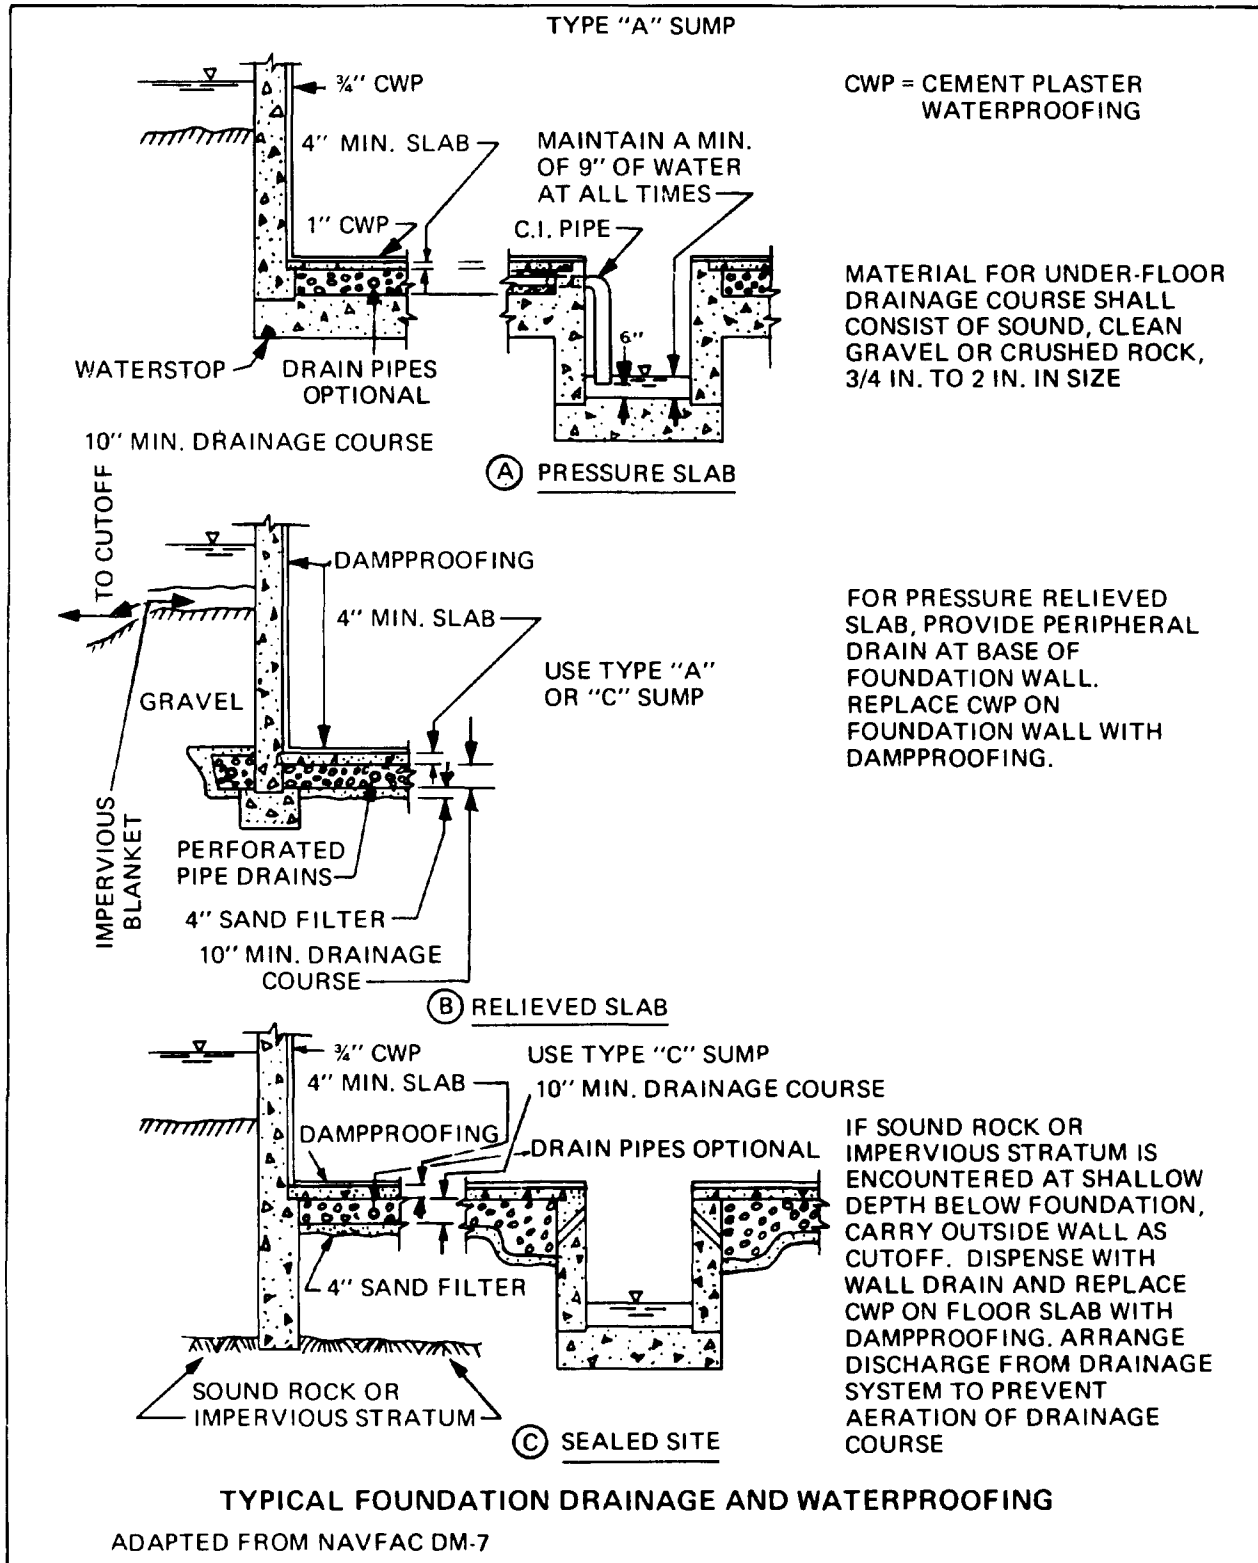 TYPE "A" SUMP
¾" CWP
CWP = CEMENT PLASTER
WATERPROOFING
4" MIN. SLAB
MAINTAIN A MIN.
OF 9" OF WATER
AT ALL TIMES
1" CWP
C.I. PIPE
6"
MATERIAL FOR UNDER-FLOOR
DRAINAGE COURSE SHALL
CONSIST OF SOUND, CLEAN
GRAVEL OR CRUSHED ROCK,
3/4 IN. TO 2 IN. IN SIZE
WATERSTOP
DRAIN PIPES
OPTIONAL
10" MIN. DRAINAGE COURSE
A PRESSURE SLAB
TO CUTOFF
DAMPPROOFING
4" MIN. SLAB
USE TYPE "A"
OR "C" SUMP
GRAVEL
FOR PRESSURE RELIEVED
SLAB, PROVIDE PERIPHERAL
DRAIN AT BASE OF
FOUNDATION WALL.
REPLACE CWP ON
FOUNDATION WALL WITH
DAMPPROOFING.
IMPERVIOUS
BLANKET
PERFORATED
PIPE DRAINS
4" SAND FILTER
10" MIN. DRAINAGE
COURSE
B RELIEVED SLAB
¾" CWP
USE TYPE "C" SUMP
4" MIN. SLAB
10" MIN. DRAINAGE COURSE
DAMPPROOFING
DRAIN PIPES OPTIONAL
4" SAND FILTER
IF SOUND ROCK OR
IMPERVIOUS STRATUM IS
ENCOUNTERED AT SHALLOW
DEPTH BELOW FOUNDATION,
CARRY OUTSIDE WALL AS
CUTOFF. DISPENSE WITH
WALL DRAIN AND REPLACE
CWP ON FLOOR SLAB WITH
DAMPPROOFING. ARRANGE
DISCHARGE FROM DRAINAGE
SYSTEM TO PREVENT
AERATION OF DRAINAGE
COURSE
SOUND ROCK OR
IMPERVIOUS STRATUM
C SEALED SITE
TYPICAL FOUNDATION DRAINAGE AND WATERPROOFING
ADAPTED FROM NAVFAC DM-7